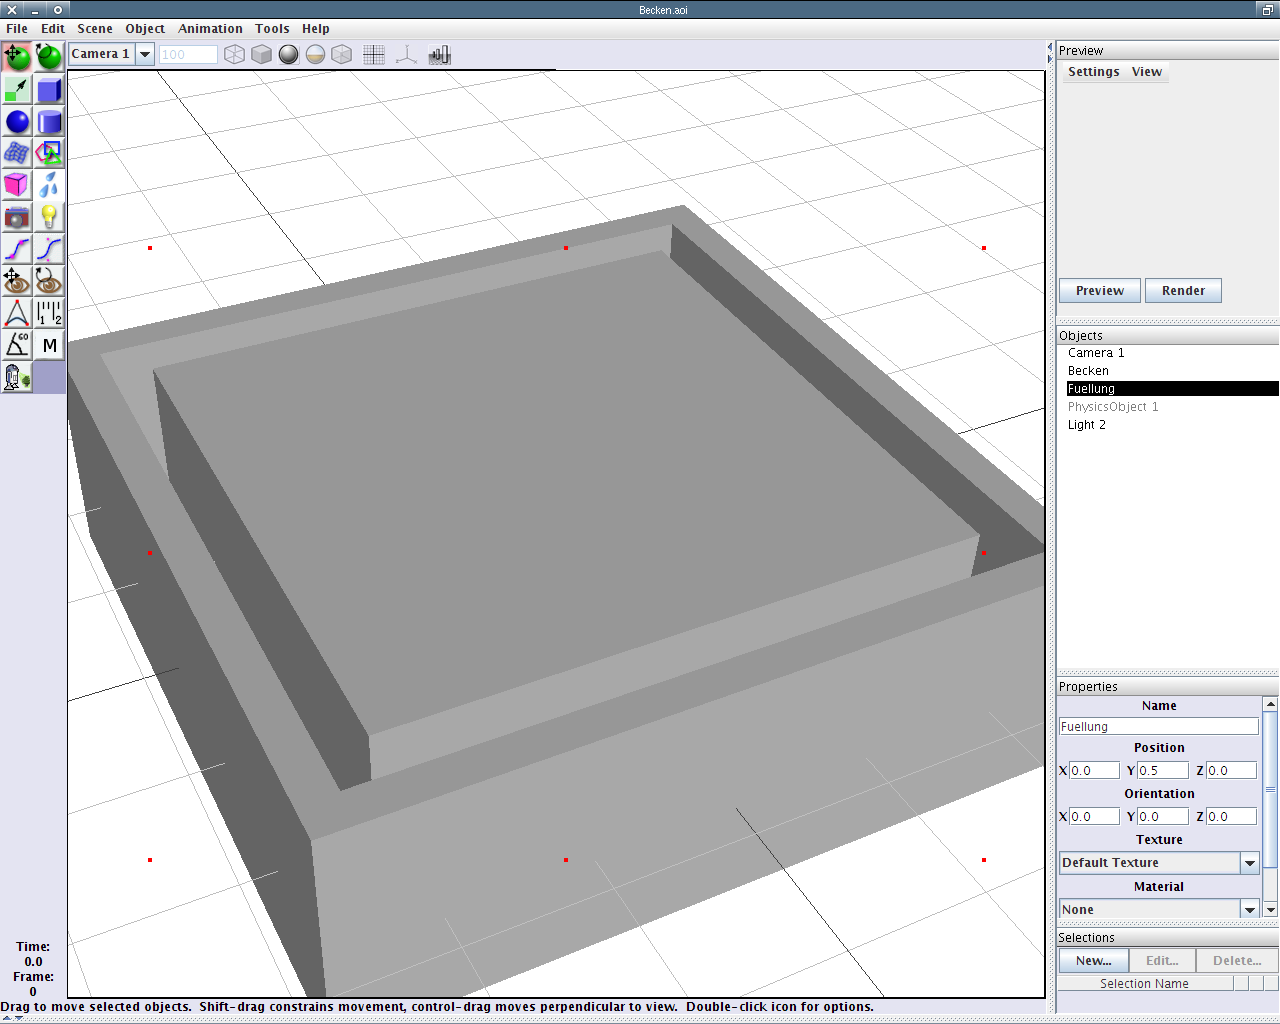 Becken.aoi
File Edit Scene Object Animation Tools Help
Camera 1 100
Preview
Settings View
Preview Render
Objects
Camera 1
Becken
Fuellung
PhysicsObject 1
Light 2
Properties
Name
Fuellung
Position
X 0.0 Y 0.5 Z 0.0
Orientation
X 0.0 Y 0.0 Z 0.0
Texture
Default Texture
Material
None
Selections
New... Edit... Delete...
Selection Name
1 2
60
M
Time:
0.0
Frame:
0
Drag to move selected objects. Shift-drag constrains movement, control-drag moves perpendicular to view. Double-click icon for options.